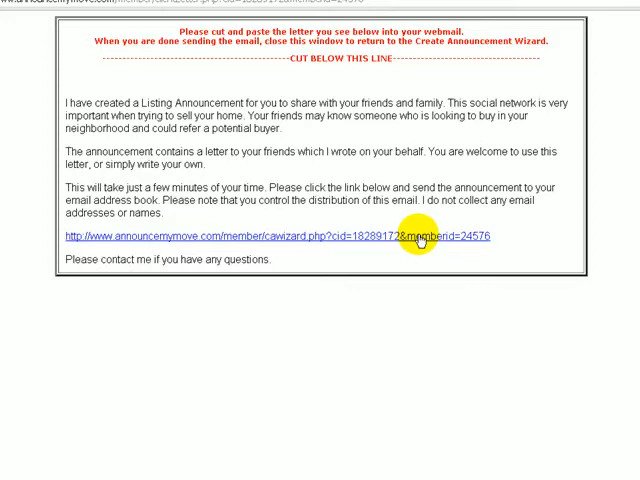 Please cut and paste the letter you see below into your webmail.
When you are done sending the email, close this window to return to the Create Announcement Wizard.
-----------------------------------------------CUT BELOW THIS LINE-------------------------------------
I have created a Listing Announcement for you to share with your friends and family. This social network is very
important when trying to sell your home. Your friends may know someone who is looking to buy in your
neighborhood and could refer a potential buyer.
The announcement contains a letter to your friends which I wrote on your behalf. You are welcome to use this
letter, or simply write your own.
This will take just a few minutes of your time. Please click the link below and send the announcement to your
email address book. Please note that you control the distribution of this email. I do not collect any email
addresses or names.
http://www.announcemymove.com/member/cawizard.php?cid=18289172&memberid=24576
Please contact me if you have any questions.